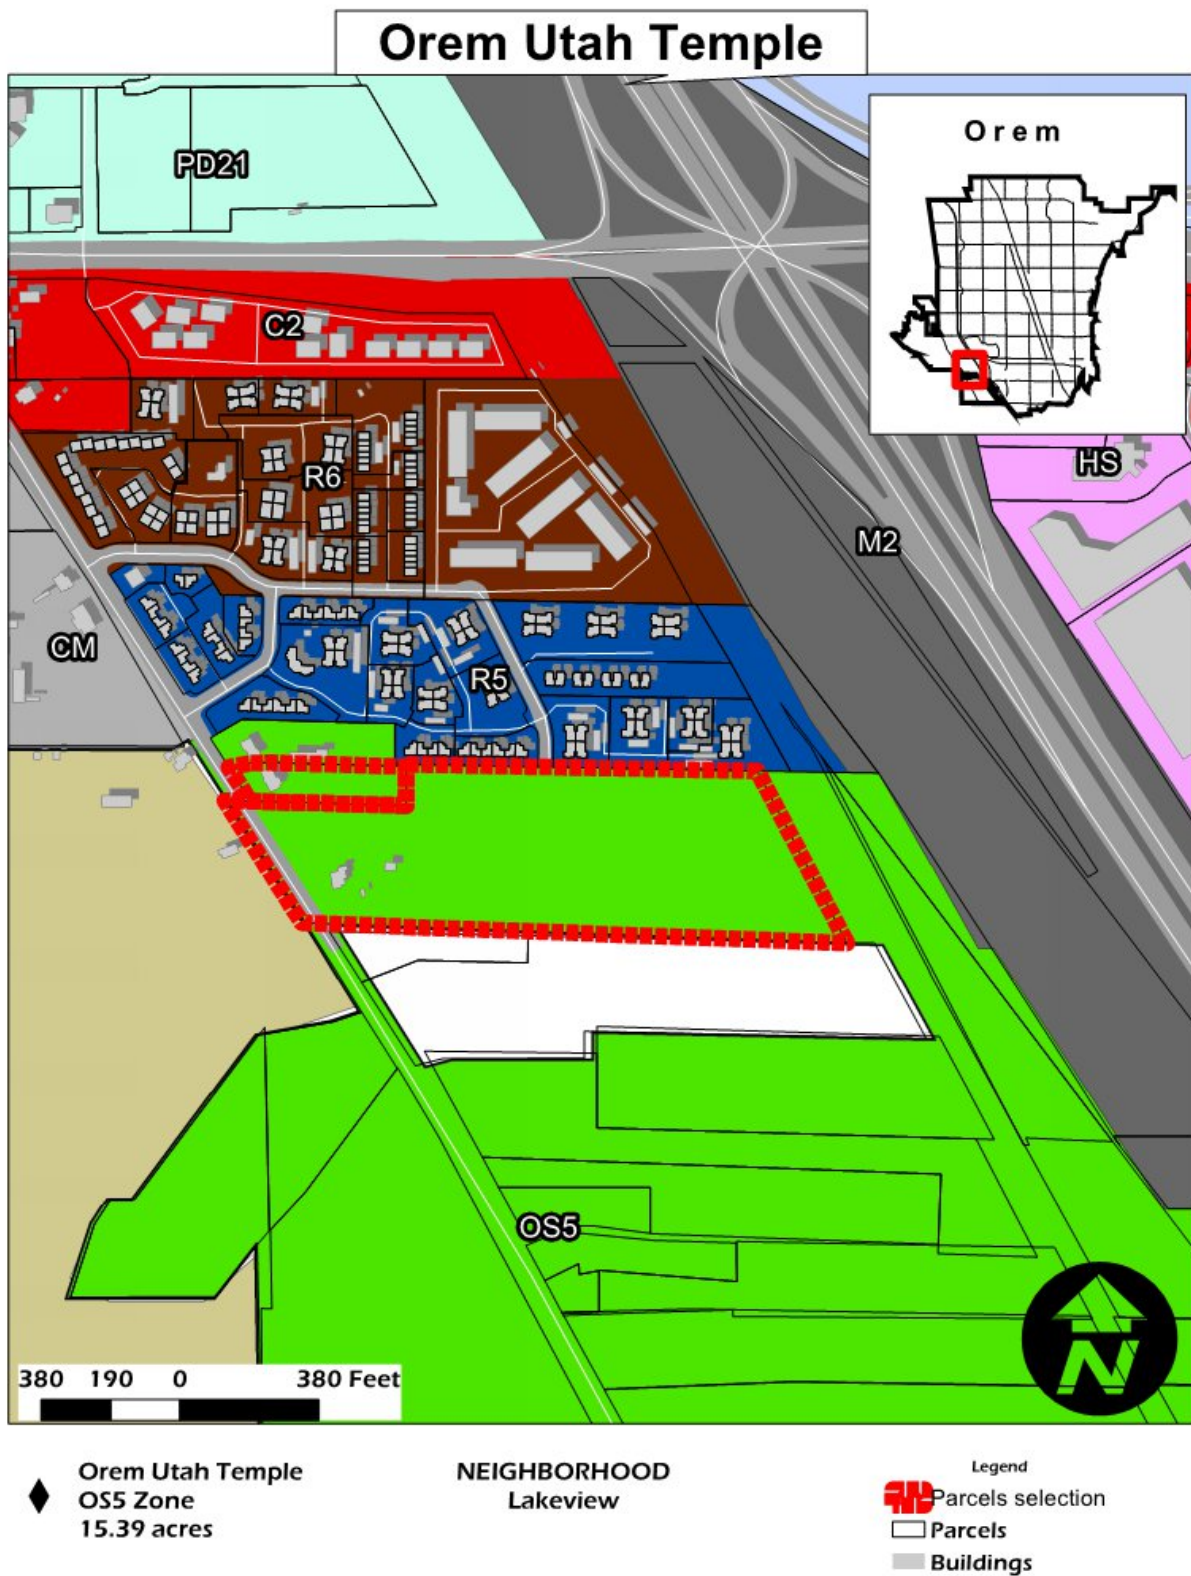 Orem Utah Temple
Orem
PD21
C2
R6
HS
M2
CM
R5
OS5
380 190 0 380 Feet
N
Orem Utah Temple
OS5 Zone
15.39 acres
NEIGHBORHOOD
Lakeview
Legend
Parcels selection
Parcels
Buildings